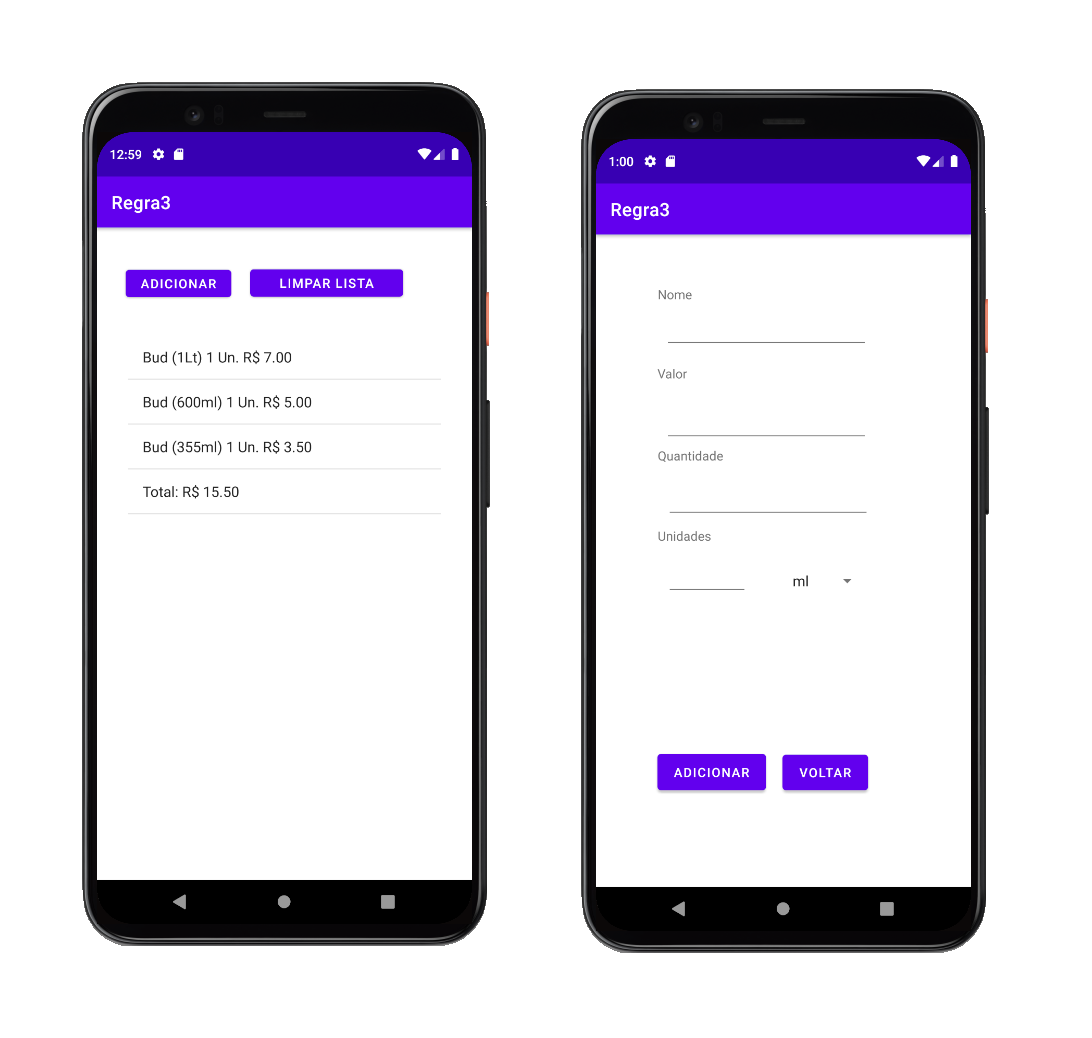 12:59
Regra3
ADICIONAR
LIMPAR LISTA
Bud (1Lt) 1 Un. R$ 7.00
Bud (600ml) 1 Un. R$ 5.00
Bud (355ml) 1 Un. R$ 3.50
Total: R$ 15.50
1:00
Regra3
Nome
Valor
Quantidade
Unidades
ml
ADICIONAR
VOLTAR